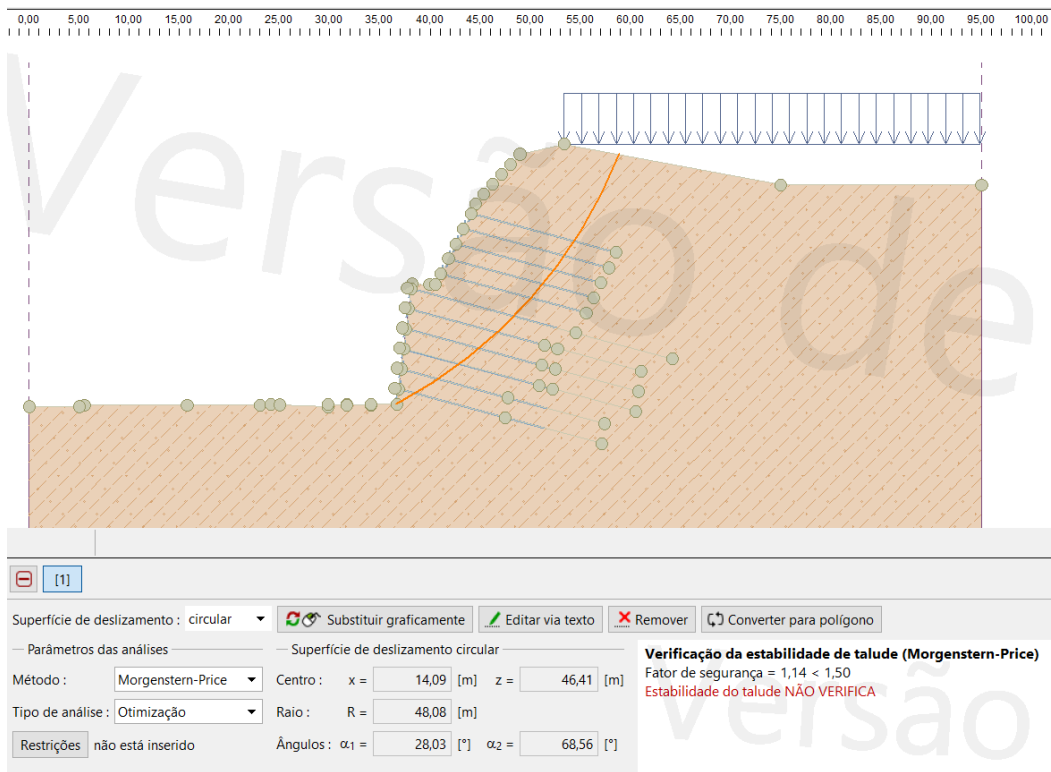 0,00 5,00 10,00 15,00 20,00 25,00 30,00 35,00 40,00 45,00 50,00 55,00 60,00 65,00 70,00 75,00 80,00 85,00 90,00 95,00 100,00
Versão de
[1]
Superfície de deslizamento : circular Substituir graficamente Editar via texto Remover Converter para polígono
Parâmetros das análises Superfície de deslizamento circular Verificação da estabilidade de talude (Morgenstern-Price)
Método : Morgenstern-Price Centro : x = 14,09 [m] z = 46,41 [m] Fator de segurança = 1,14 < 1,50
Estabilidade do talude NÃO VERIFICA
Tipo de análise : Otimização Raio : R = 48,08 [m]
Restrições não está inserido Ângulos : α1 = 28,03 [°] α2 = 68,56 [°]
Versão